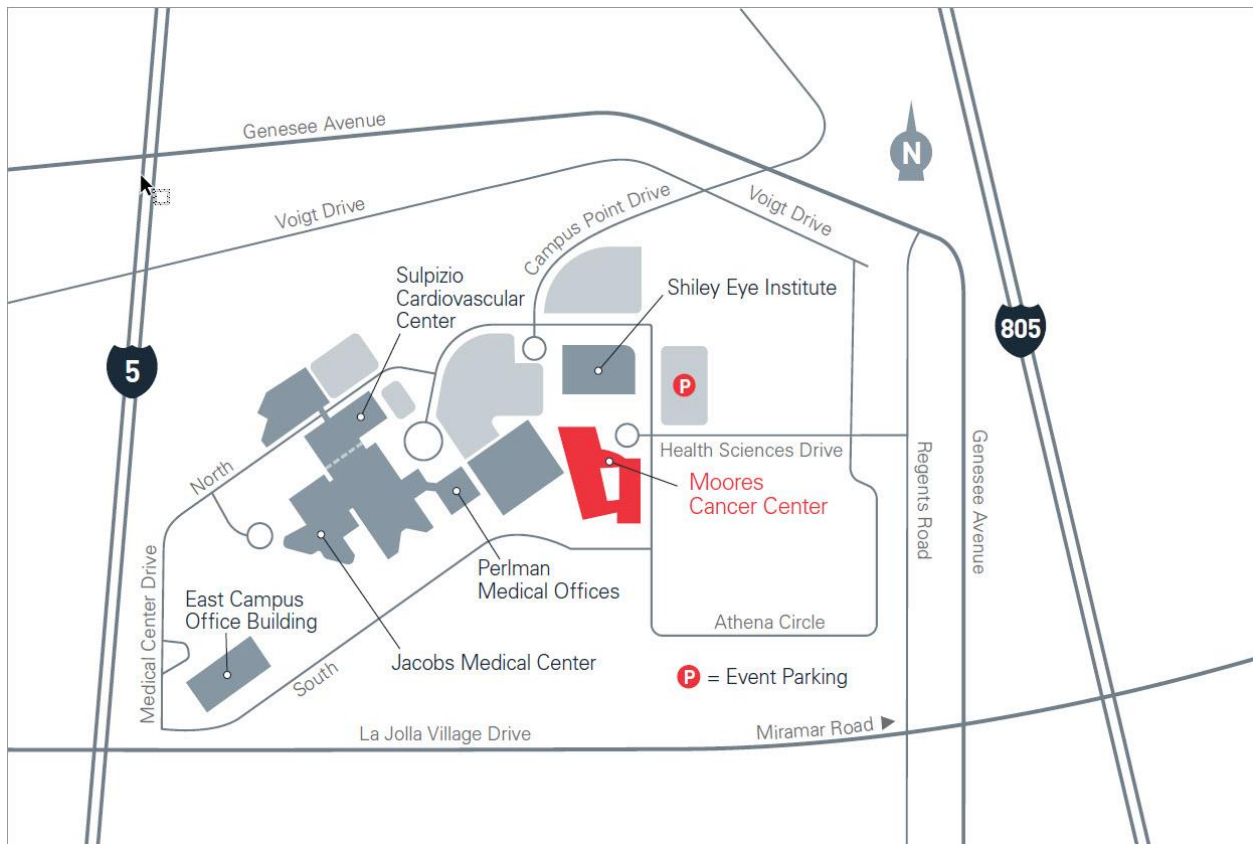 Genesee Avenue
N
Voigt Drive
Campus Point Drive
Voigt Drive
Sulpizio
Cardiovascular
Center
Shiley Eye Institute
805
5
P
Health Sciences Drive
Moores
Cancer Center
North
Regents Road
Genesee Avenue
Perlman
Medical Offices
East Campus
Office Building
Medical Center Drive
Athena Circle
Jacobs Medical Center
South
P = Event Parking
La Jolla Village Drive
Miramar Road